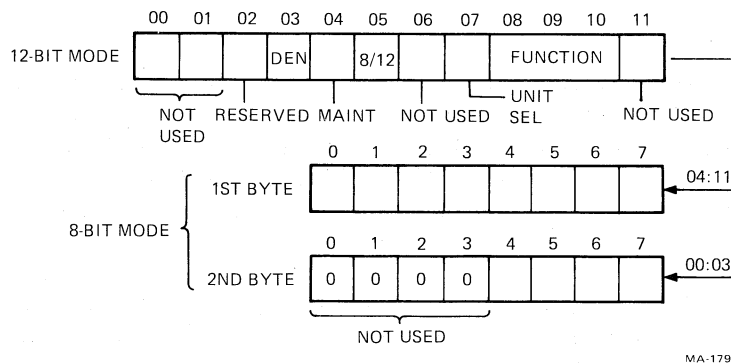 00 01 02 03 04 05 06 07 08 09 10 11
12-BIT MODE DEN 8/12 FUNCTION
NOT USED RESERVED MAINT NOT USED UNIT SEL NOT USED
0 1 2 3 4 5 6 7
1ST BYTE 04:11
8-BIT MODE
0 1 2 3 4 5 6 7
2ND BYTE 0 0 0 0 00:03
NOT USED
MA-179